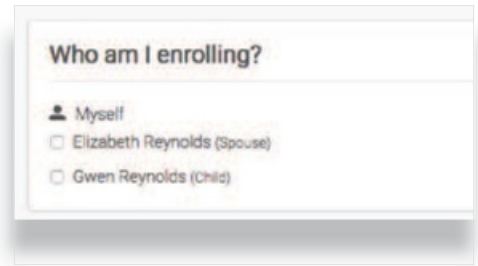 Who am I enrolling?
Myself
Elizabeth Reynolds (Spouse)
Gwen Reynolds (Child)